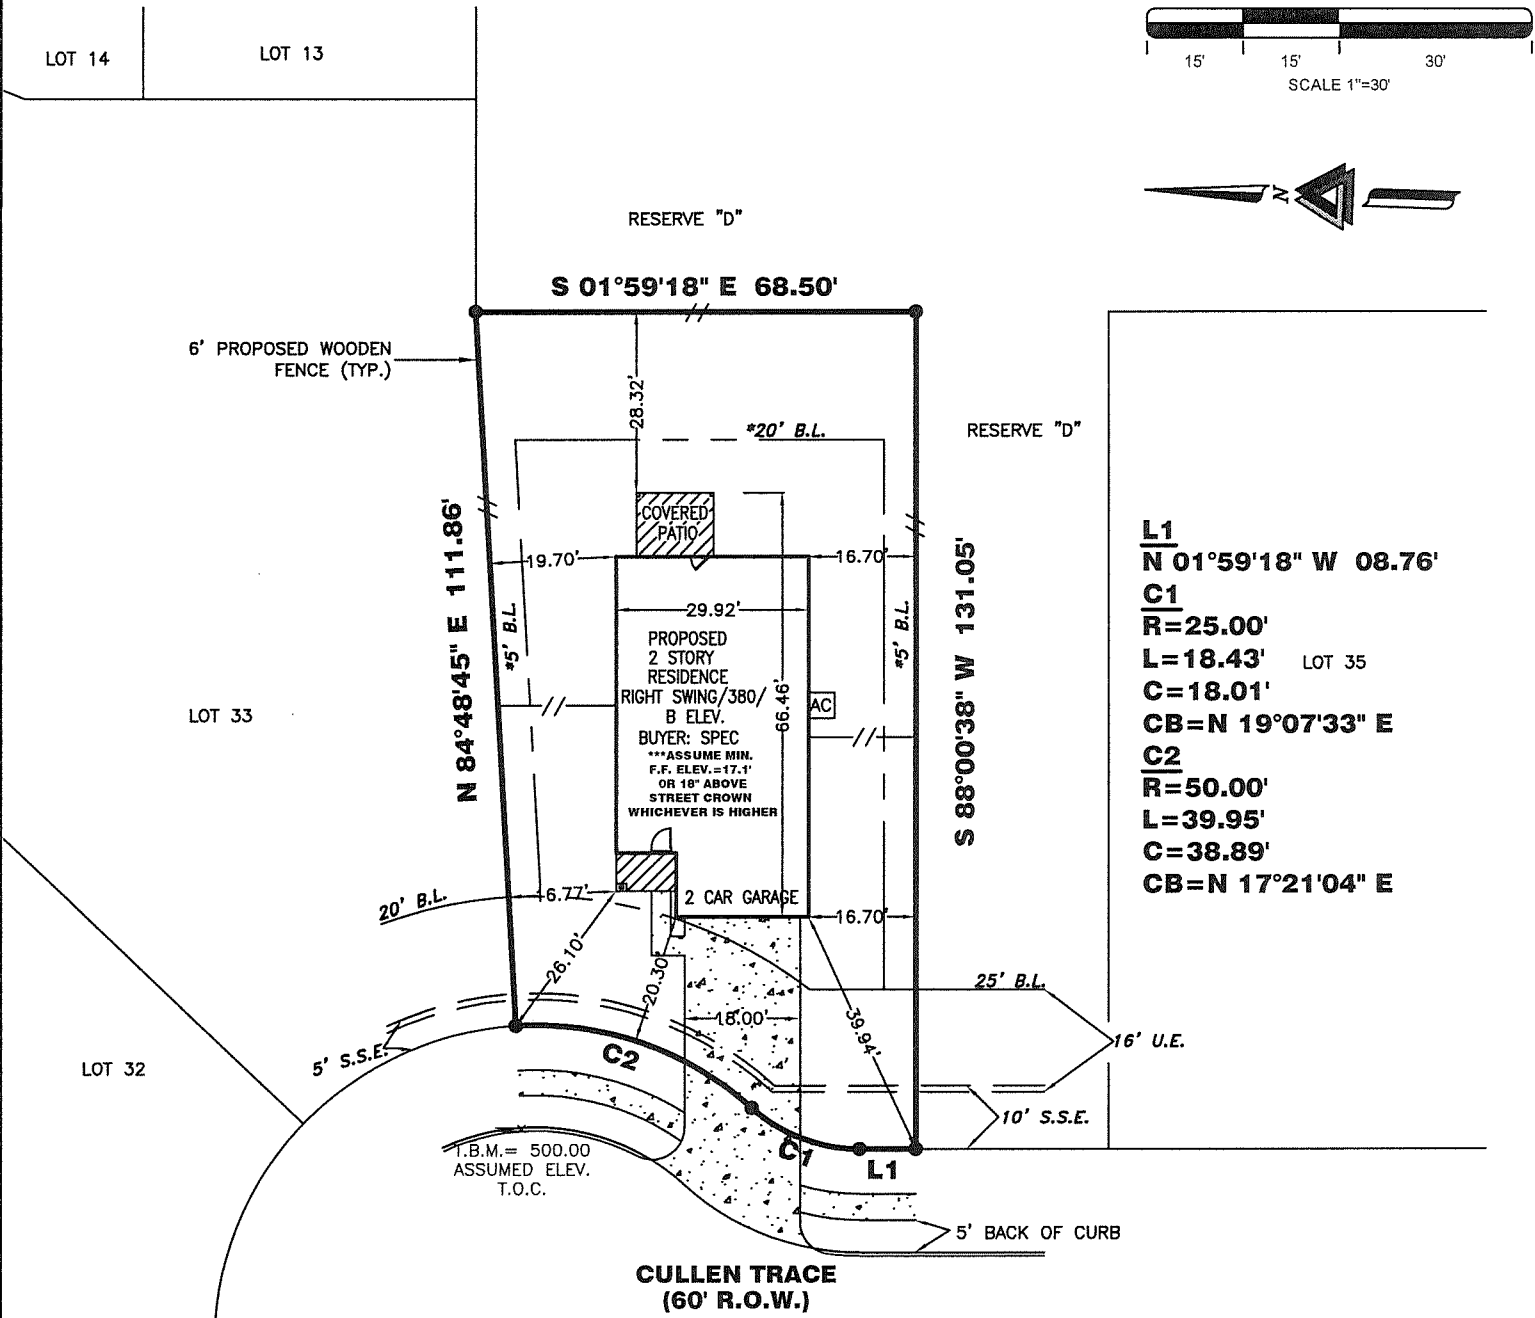 LOT 14
LOT 13
15'
15'
30'
SCALE 1"=30'
N
RESERVE "D"
S 01°59'18" E 68.50'
6' PROPOSED WOODEN
FENCE (TYP.)
28.32'
*20' B.L.
RESERVE "D"
COVERED
PATIO
19.70'
16.70'
N 84°48'45" E 111.86'
*5' B.L.
29.92'
PROPOSED
2 STORY
RESIDENCE
RIGHT SWING/380/
B ELEV.
BUYER: SPEC
***ASSUME MIN.
F.F. ELEV.=17.1'
OR 18" ABOVE
STREET CROWN
WHICHEVER IS HIGHER
66.46'
AC
*5' B.L.
S 88°00'38" W 131.05'
L1
N 01°59'18" W 08.76'
C1
R=25.00'
L=18.43'
LOT 35
C=18.01'
CB=N 19°07'33" E
C2
R=50.00'
L=39.95'
C=38.89'
CB=N 17°21'04" E
LOT 33
20' B.L.
16.77'
2 CAR GARAGE
16.70'
26.10'
20.30'
18.00'
39.94'
25' B.L.
16' U.E.
LOT 32
5' S.S.E.
C2
10' S.S.E.
C1
L1
T.B.M.= 500.00
ASSUMED ELEV.
T.O.C.
5' BACK OF CURB
CULLEN TRACE
(60' R.O.W.)